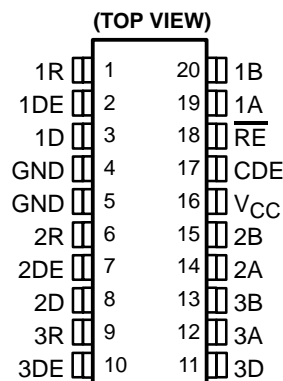 (TOP VIEW)
1R 1 20 1B
1DE 2 19 1A
1D 3 18 R̅E̅
GND 4 17 CDE
GND 5 16 VCC
2R 6 15 2B
2DE 7 14 2A
2D 8 13 3B
3R 9 12 3A
3DE 10 11 3D